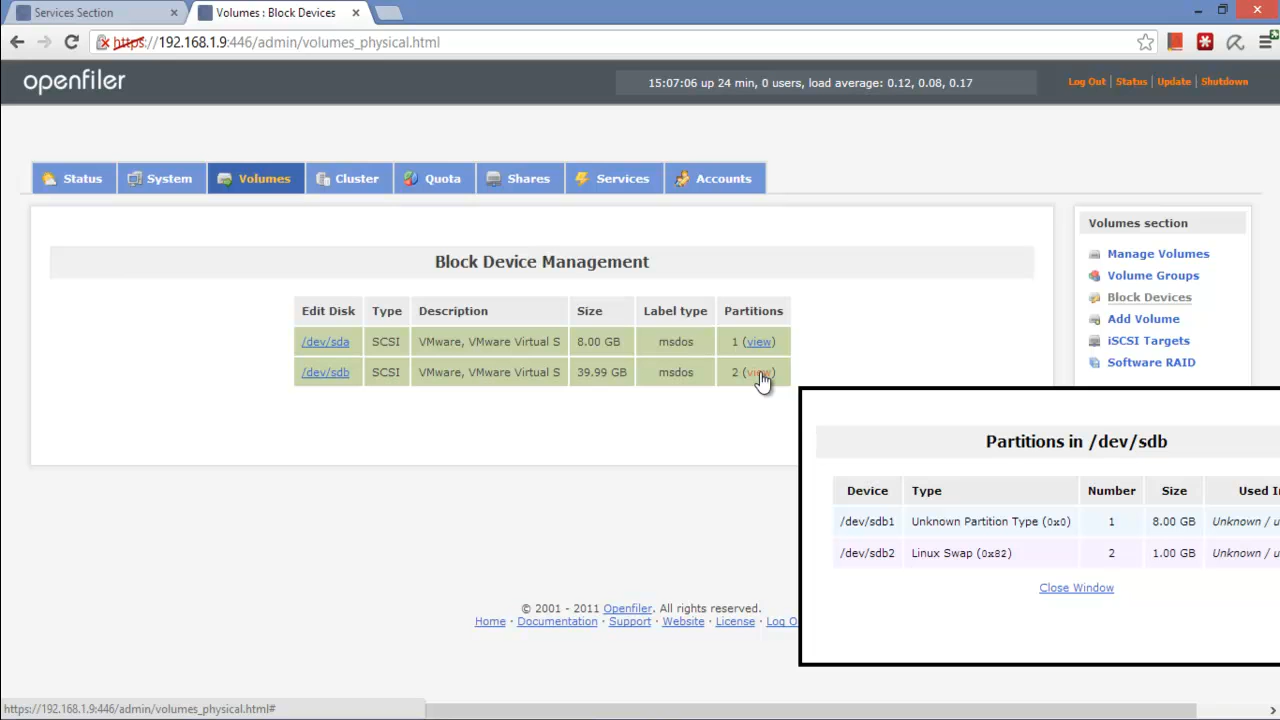 Services Section
Volumes : Block Devices
https://192.168.1.9:446/admin/volumes_physical.html
openfiler
15:07:06 up 24 min, 0 users, load average: 0.12, 0.08, 0.17
Log Out | Status | Update | Shutdown
Status System Volumes Cluster Quota Shares Services Accounts
Block Device Management
Edit Disk Type Description Size Label type Partitions
/dev/sda SCSI VMware, VMware Virtual S 8.00 GB msdos 1 (view)
/dev/sdb SCSI VMware, VMware Virtual S 39.99 GB msdos 2 (view)
Volumes section
Manage Volumes
Volume Groups
Block Devices
Add Volume
iSCSI Targets
Software RAID
Partitions in /dev/sdb
Device Type Number Size Used I
/dev/sdb1 Unknown Partition Type (0x0) 1 8.00 GB Unknown / u
/dev/sdb2 Linux Swap (0x82) 2 1.00 GB Unknown / u
Close Window
© 2001 - 2011 Openfiler. All rights reserved.
Home · Documentation · Support · Website · License · Log O
https://192.168.1.9:446/admin/volumes_physical.html#